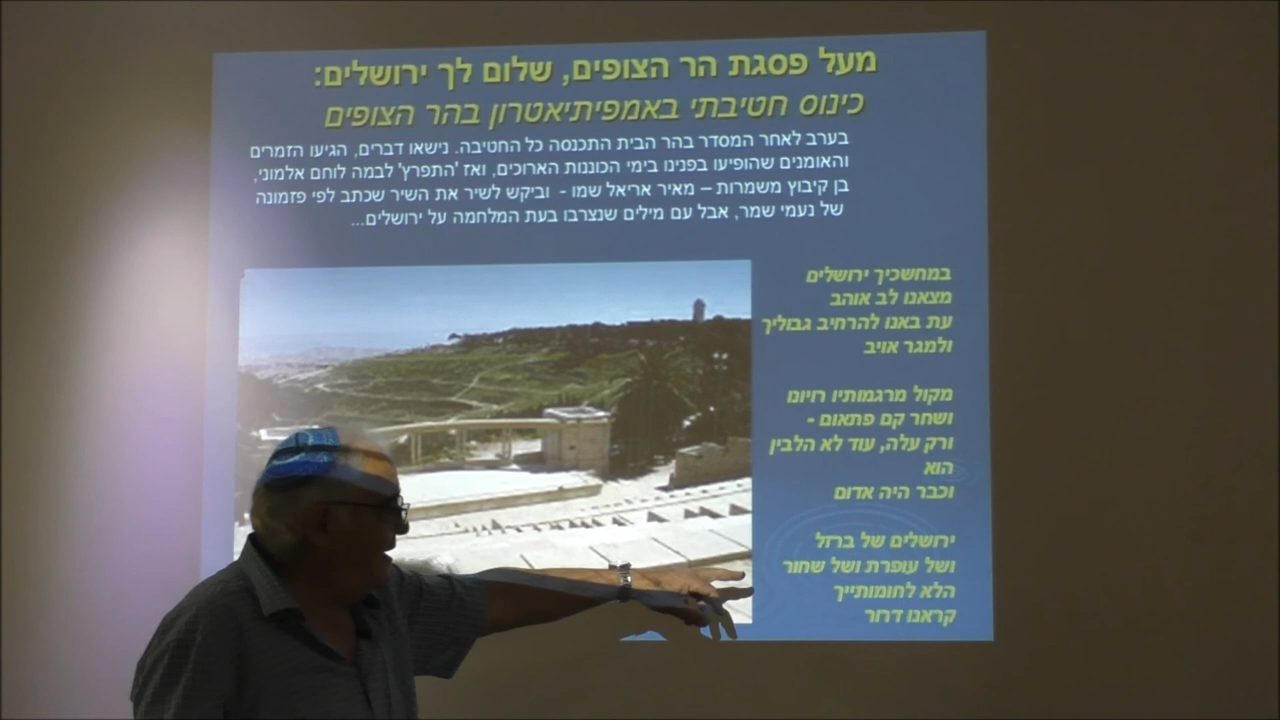 מעל פסגת הר הצופים, שלום לך ירושלים:
כינוס חטיבתי באמפיתיאטרון בהר הצופים
בערב לאחר המסדר בהר הבית התכנסה כל החטיבה. נישאו דברים, הגיעו הזמרים
והאומנים שהופיעו בפנינו בימי הכוננות הארוכים, ואז 'התפרץ' לבמה לוחם אלמוני,
בן קיבוץ משמרות – מאיר אריאל שמו - וביקש לשיר את השיר שכתב לפי פזמונה
של נעמי שמר, אבל עם מילים שנצרבו בעת המלחמה על ירושלים...
במחשכיך ירושלים
מצאנו לב אוהב
עת באנו להרחיב גבוליך
ולמגר אויב
מקול מרגמותיו רוינו
ושחר קם פתאום -
ורק עלה, עוד לא הלבין
הוא
וכבר היה אדום
ירושלים של ברזל
ושל עופרת ושל שחור
הלא לחומותייך
קראנו דרור